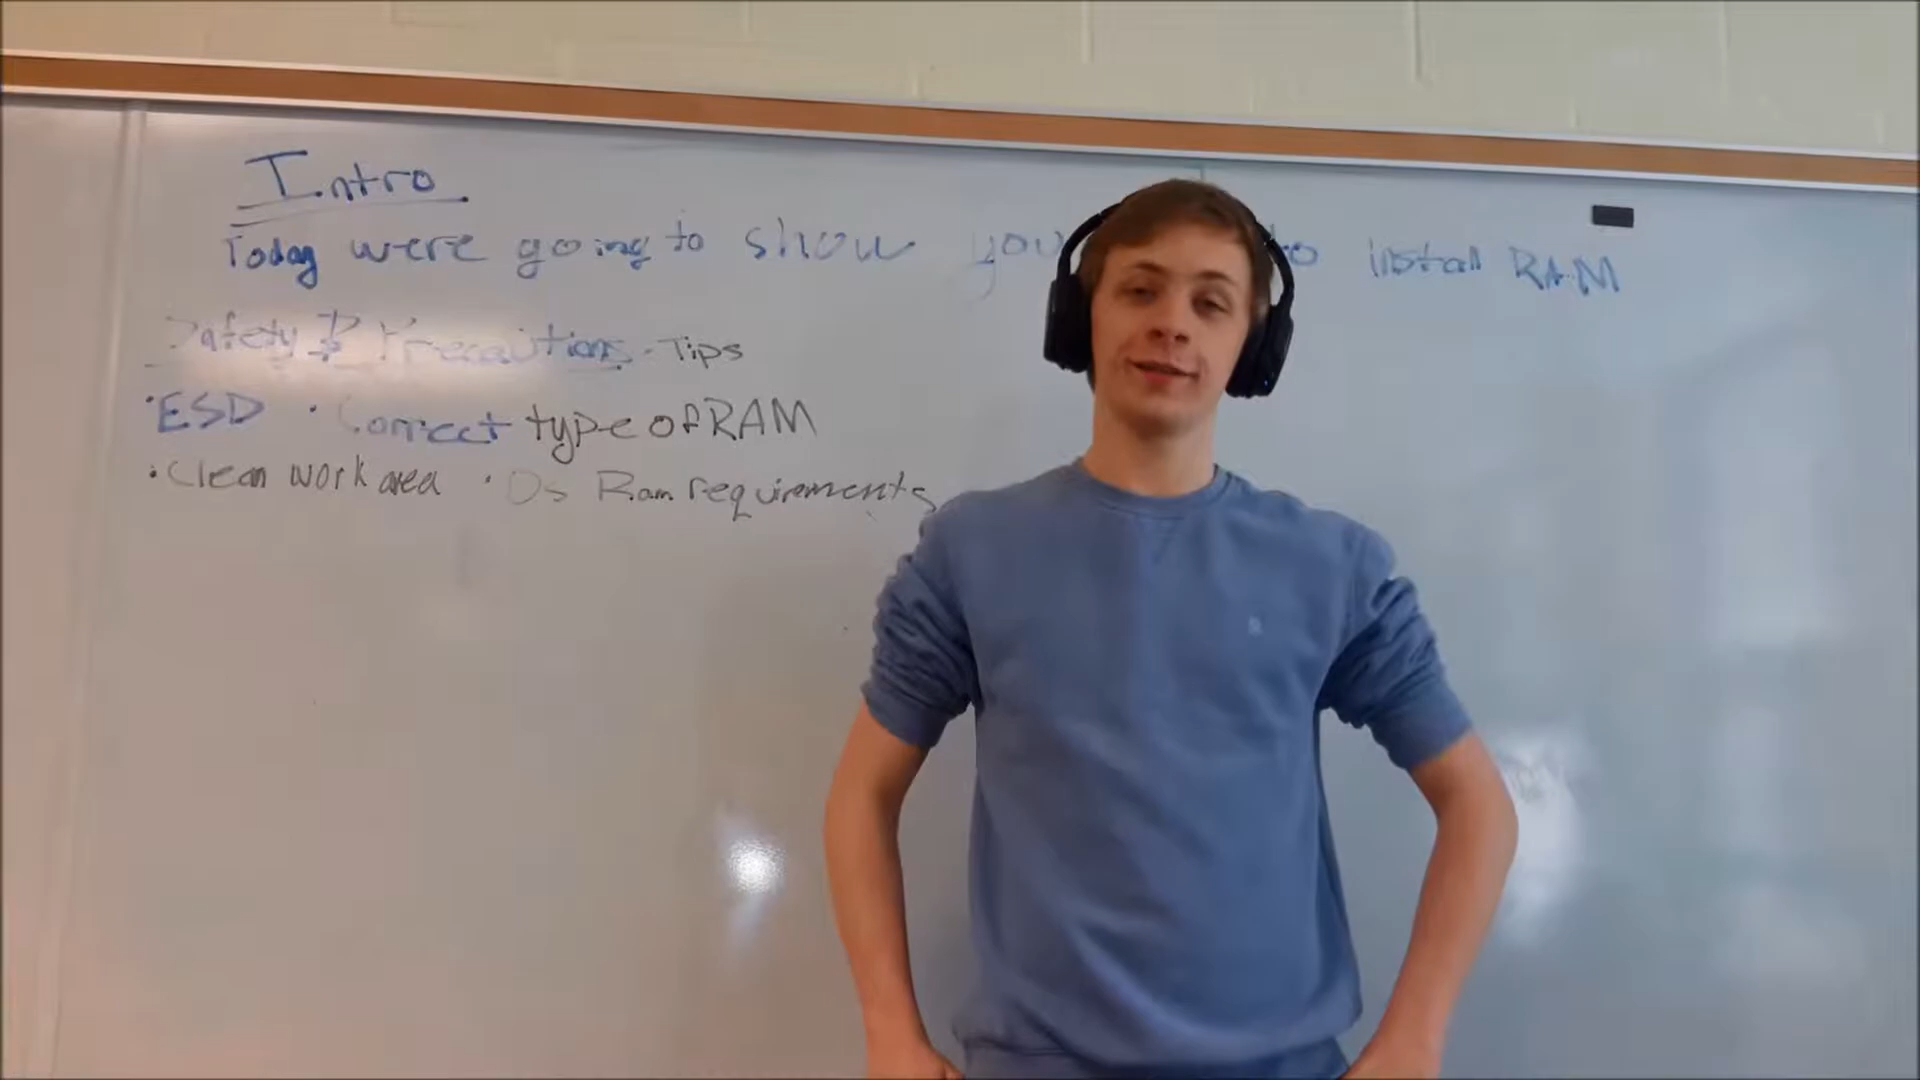 Intro
Today were going to show you to install RAM
Safety & Precautions - Tips
• ESD • Correct type of RAM
• Clean work area • Os Ram requirements